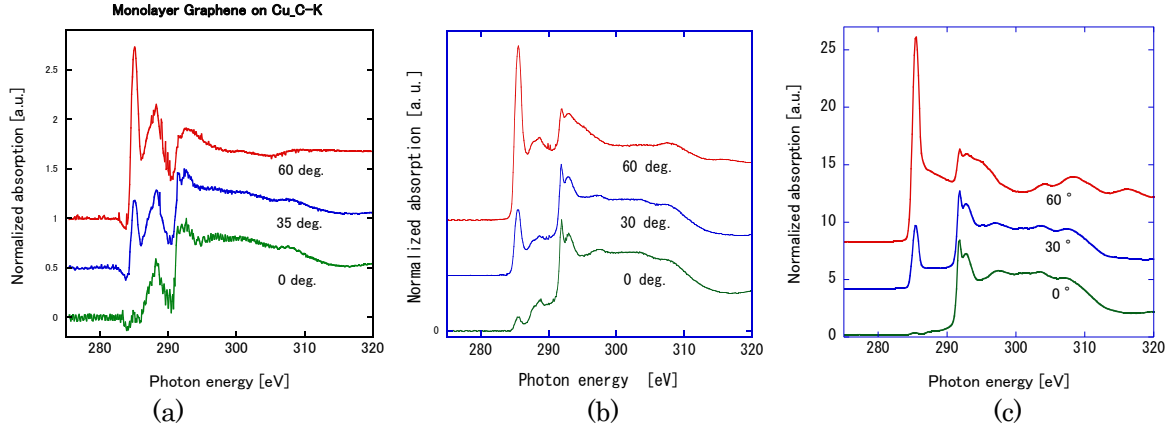 Monolayer Graphene on Cu_C-K
Normalized absorption [a.u.]
2.5
2
1.5
1
0.5
0
60 deg.
35 deg.
0 deg.
280 290 300 310 320
Photon energy [eV]
(a)
Normalized absorption [a. u.]
0
60 deg.
30 deg.
0 deg.
280 290 300 310 320
Photon energy [eV]
(b)
Normalized absorption [a.u.]
25
20
15
10
5
0
60 °
30 °
0 °
280 290 300 310 320
Photon energy [eV]
(c)